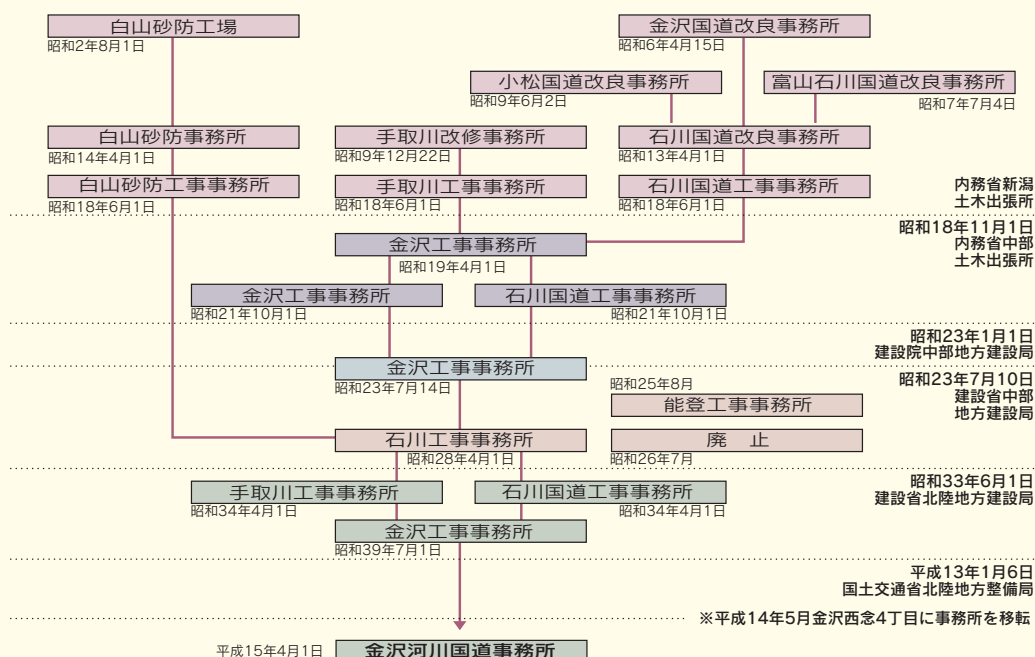 白山砂防工場
昭和2年8月1日
金沢国道改良事務所
昭和6年4月15日
小松国道改良事務所
昭和9年6月2日
富山石川国道改良事務所
昭和7年7月4日
白山砂防事務所
昭和14年4月1日
手取川改修事務所
昭和9年12月22日
石川国道改良事務所
昭和13年4月1日
白山砂防工事事務所
昭和18年6月1日
手取川工事事務所
昭和18年6月1日
石川国道工事事務所
昭和18年6月1日
内務省新潟
土木出張所
昭和18年11月1日
内務省中部
土木出張所
金沢工事事務所
昭和19年4月1日
金沢工事事務所
昭和21年10月1日
石川国道工事事務所
昭和21年10月1日
昭和23年1月1日
建設院中部地方建設局
金沢工事事務所
昭和23年7月14日
昭和23年7月10日
建設省中部
地方建設局
昭和25年8月
能登工事事務所
石川工事事務所
昭和28年4月1日
廃 止
昭和26年7月
昭和33年6月1日
建設省北陸地方建設局
手取川工事事務所
昭和34年4月1日
石川国道工事事務所
昭和34年4月1日
金沢工事事務所
昭和39年7月1日
平成13年1月6日
国土交通省北陸地方整備局
※平成14年5月金沢西念4丁目に事務所を移転
平成15年4月1日
金沢河川国道事務所